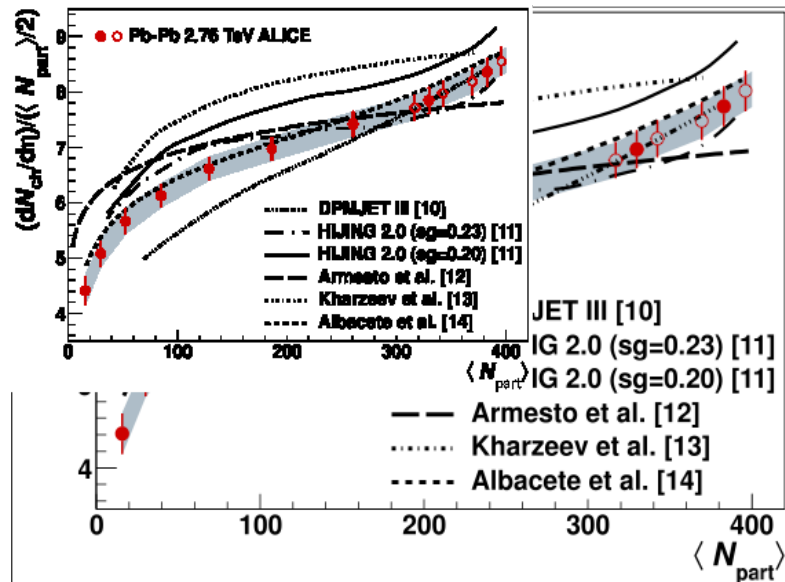 (dN_ch/dη)/(⟨ N_part⟩/2)
9
8
7
6
5
4
Pb-Pb 2.76 TeV ALICE
DPMJET III [10]
HIJING 2.0 (sg=0.23) [11]
HIJING 2.0 (sg=0.20) [11]
Armesto et al. [12]
Kharzeev et al. [13]
Albacete et al. [14]
0 100 200 300 400
⟨ N_part⟩
JET III [10]
IG 2.0 (sg=0.23) [11]
IG 2.0 (sg=0.20) [11]
Armesto et al. [12]
Kharzeev et al. [13]
Albacete et al. [14]
4
0 100 200 300 400
⟨ N_part⟩